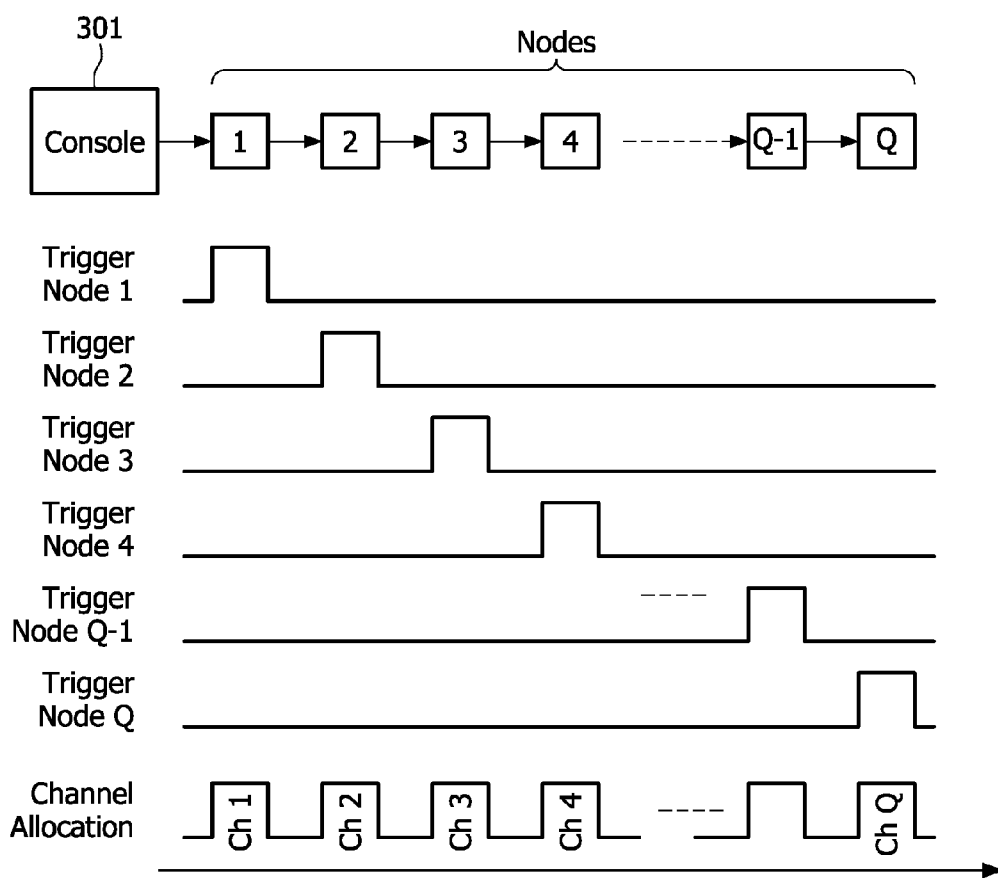 301
Nodes
Console
1
2
3
4
Q-1
Q
Trigger
Node 1
Trigger
Node 2
Trigger
Node 3
Trigger
Node 4
Trigger
Node Q-1
Trigger
Node Q
Channel
Allocation
Ch 1
Ch 2
Ch 3
Ch 4
Ch Q